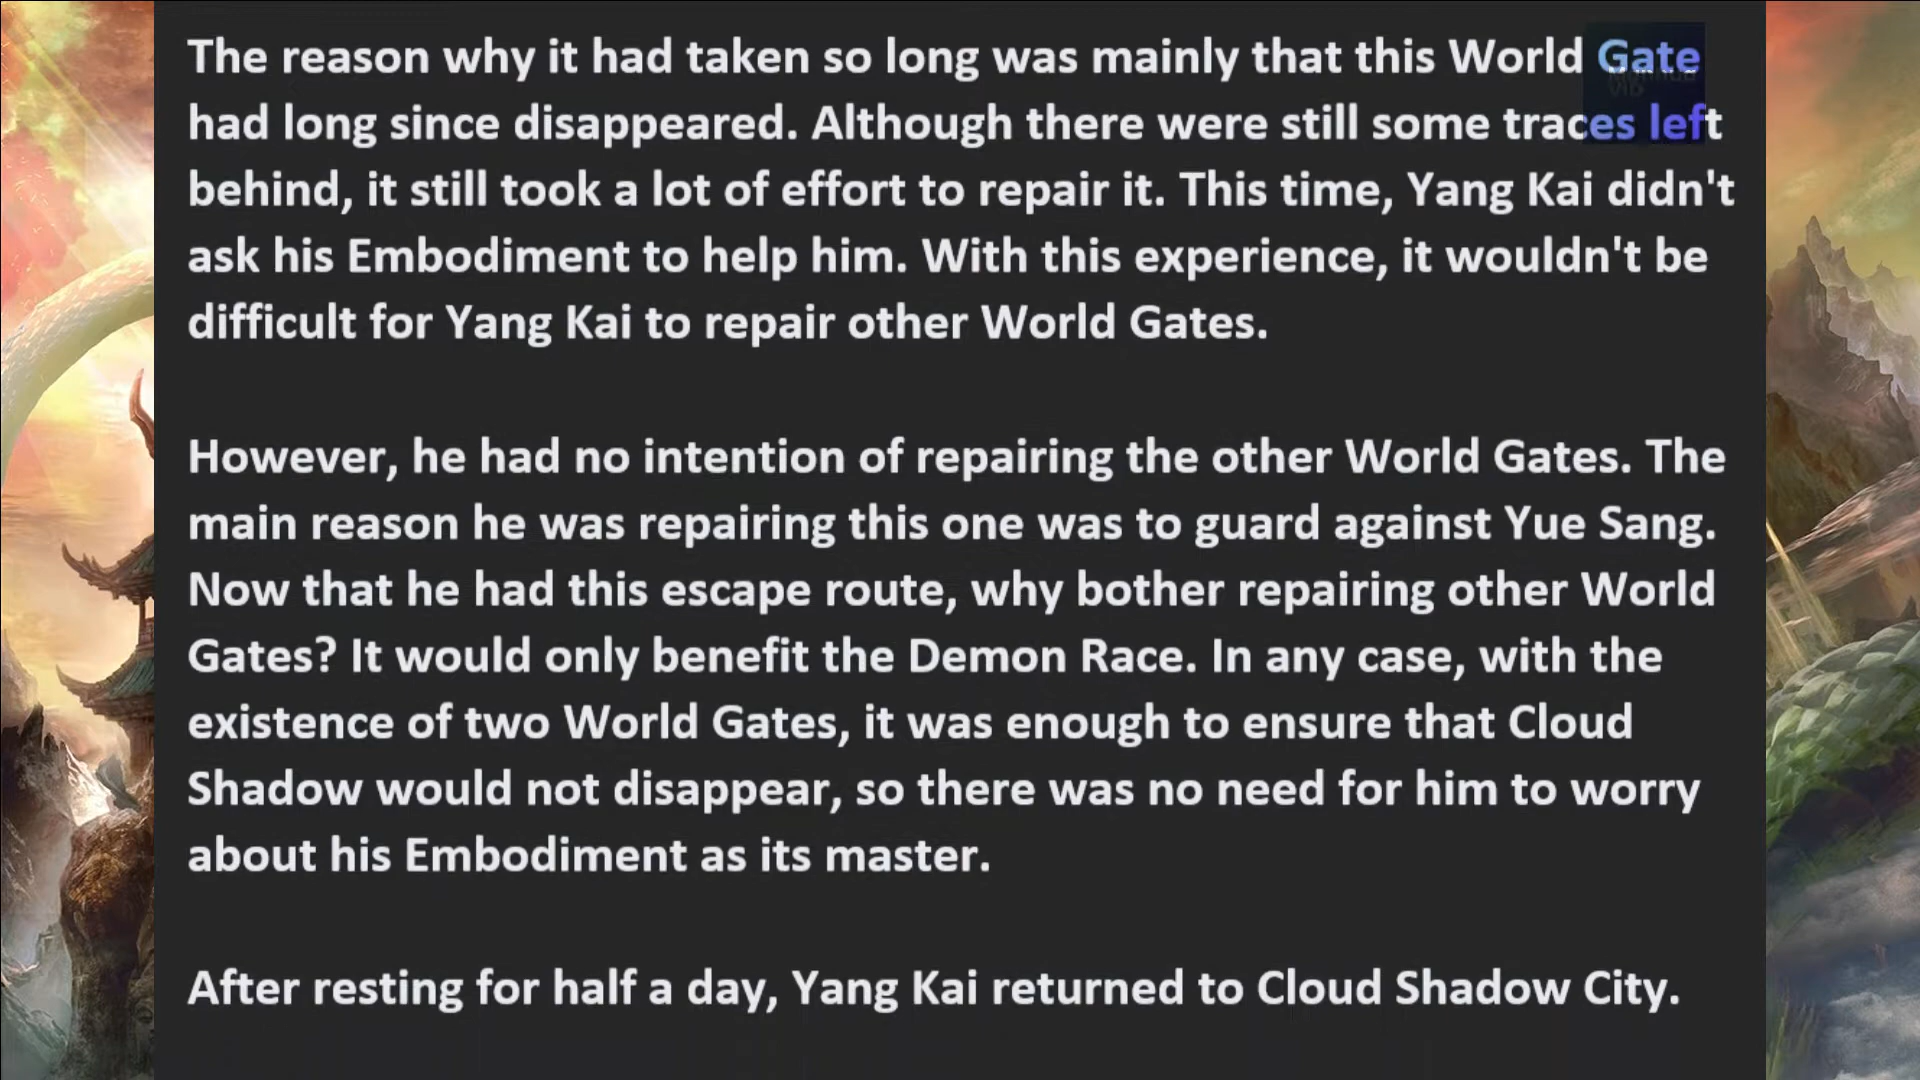 The reason why it had taken so long was mainly that this World Gate
had long since disappeared. Although there were still some traces left
behind, it still took a lot of effort to repair it. This time, Yang Kai didn't
ask his Embodiment to help him. With this experience, it wouldn't be
difficult for Yang Kai to repair other World Gates.
However, he had no intention of repairing the other World Gates. The
main reason he was repairing this one was to guard against Yue Sang.
Now that he had this escape route, why bother repairing other World
Gates? It would only benefit the Demon Race. In any case, with the
existence of two World Gates, it was enough to ensure that Cloud
Shadow would not disappear, so there was no need for him to worry
about his Embodiment as its master.
After resting for half a day, Yang Kai returned to Cloud Shadow City.